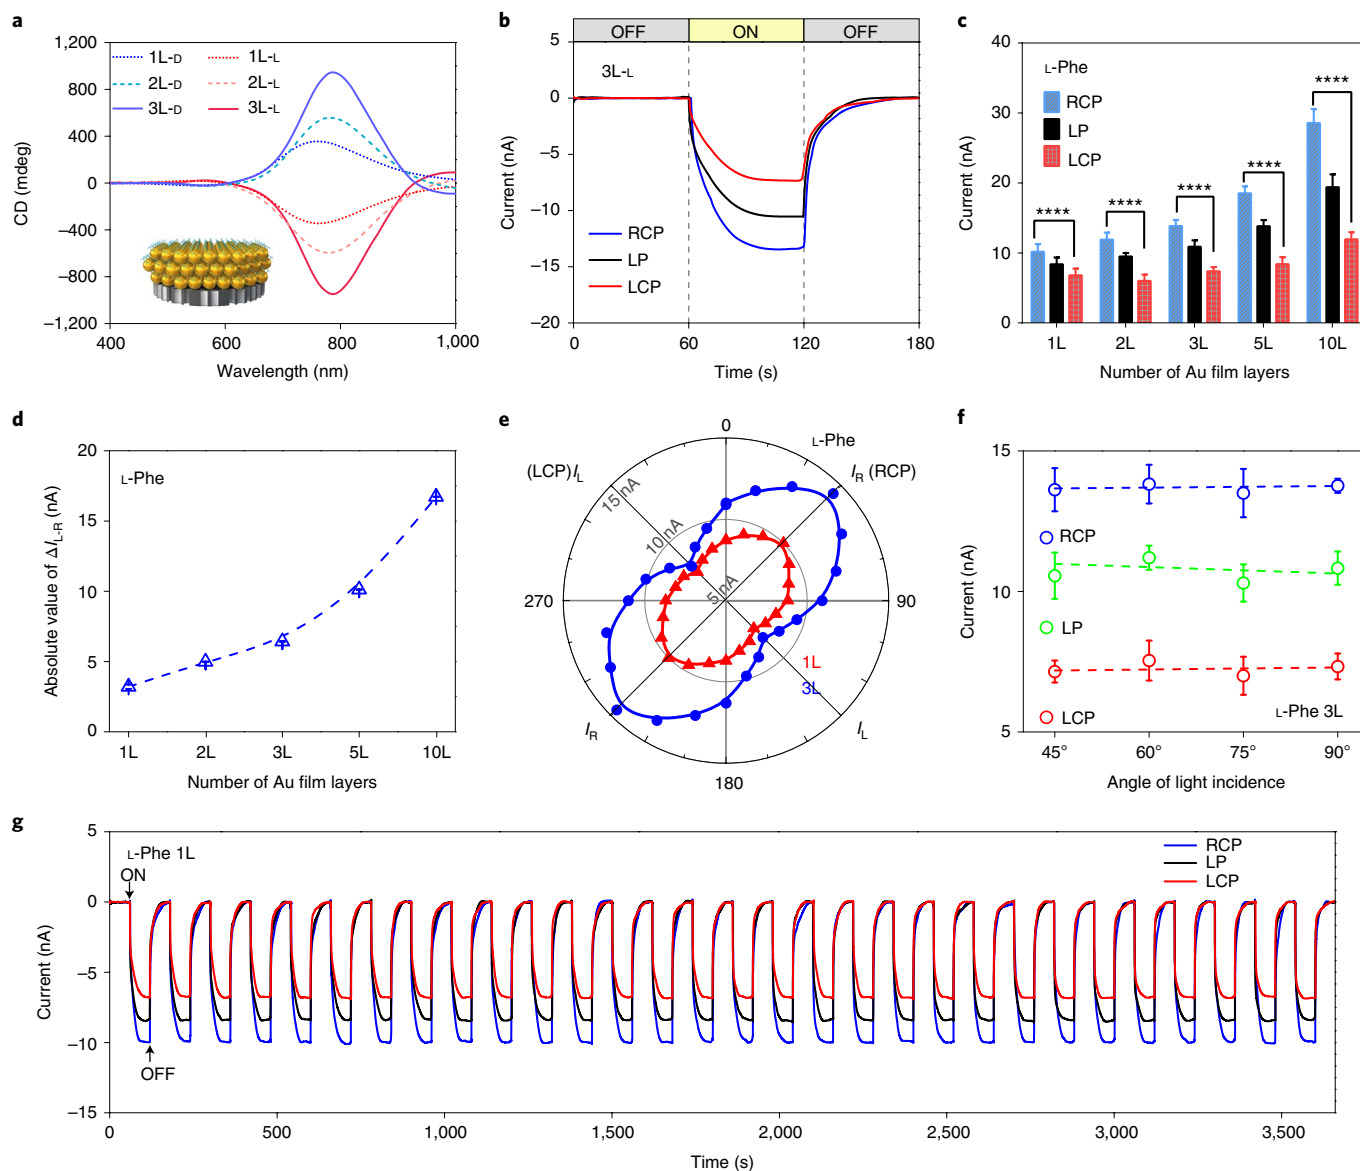 a
1,200
800
400
0
–400
–800
–1,200
CD (mdeg)
1L-D
2L-D
3L-D
1L-L
2L-L
3L-L
400
600
800
1,000
Wavelength (nm)
b
OFF
ON
OFF
5
0
–5
–10
–15
–20
Current (nA)
3L-L
RCP
LP
LCP
0
60
120
180
Time (s)
c
40
30
20
10
0
Current (nA)
L-Phe
RCP
LP
LCP
****
****
****
****
****
1L
2L
3L
5L
10L
Number of Au film layers
d
20
15
10
5
0
Absolute value of ΔIL-R (nA)
L-Phe
1L
2L
3L
5L
10L
Number of Au film layers
e
0
L-Phe
(LCP) IL
IR (RCP)
15 nA
10 nA
5 nA
270
90
1L
3L
IR
IL
180
f
15
10
5
Current (nA)
RCP
LP
LCP
L-Phe 3L
45°
60°
75°
90°
Angle of light incidence
g
5
0
–5
–10
–15
Current (nA)
L-Phe 1L
ON
OFF
RCP
LP
LCP
0
500
1,000
1,500
2,000
2,500
3,000
3,500
Time (s)